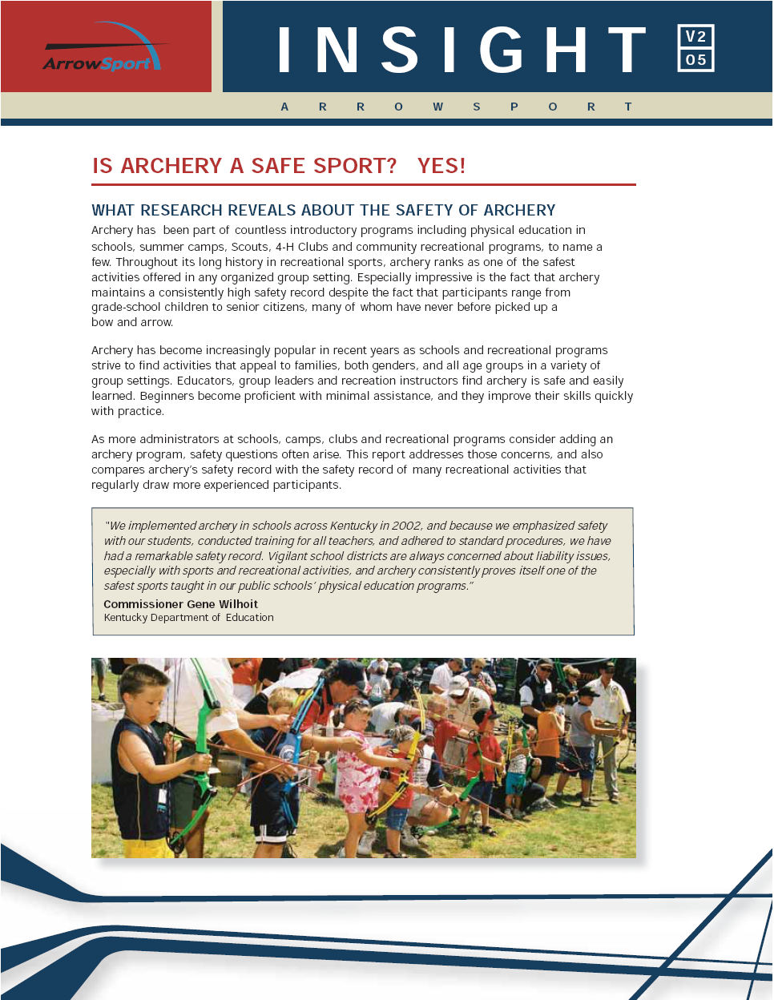 ArrowSport
INSIGHT
V2
05
ARROWSPORT
IS ARCHERY A SAFE SPORT? YES!
WHAT RESEARCH REVEALS ABOUT THE SAFETY OF ARCHERY
Archery has been part of countless introductory programs including physical education in
schools, summer camps, Scouts, 4-H Clubs and community recreational programs, to name a
few. Throughout its long history in recreational sports, archery ranks as one of the safest
activities offered in any organized group setting. Especially impressive is the fact that archery
maintains a consistently high safety record despite the fact that participants range from
grade-school children to senior citizens, many of whom have never before picked up a
bow and arrow.
Archery has become increasingly popular in recent years as schools and recreational programs
strive to find activities that appeal to families, both genders, and all age groups in a variety of
group settings. Educators, group leaders and recreation instructors find archery is safe and easily
learned. Beginners become proficient with minimal assistance, and they improve their skills quickly
with practice.
As more administrators at schools, camps, clubs and recreational programs consider adding an
archery program, safety questions often arise. This report addresses those concerns, and also
compares archery's safety record with the safety record of many recreational activities that
regularly draw more experienced participants.
"We implemented archery in schools across Kentucky in 2002, and because we emphasized safety
with our students, conducted training for all teachers, and adhered to standard procedures, we have
had a remarkable safety record. Vigilant school districts are always concerned about liability issues,
especially with sports and recreational activities, and archery consistently proves itself one of the
safest sports taught in our public schools' physical education programs."
Commissioner Gene Wilhoit
Kentucky Department of Education